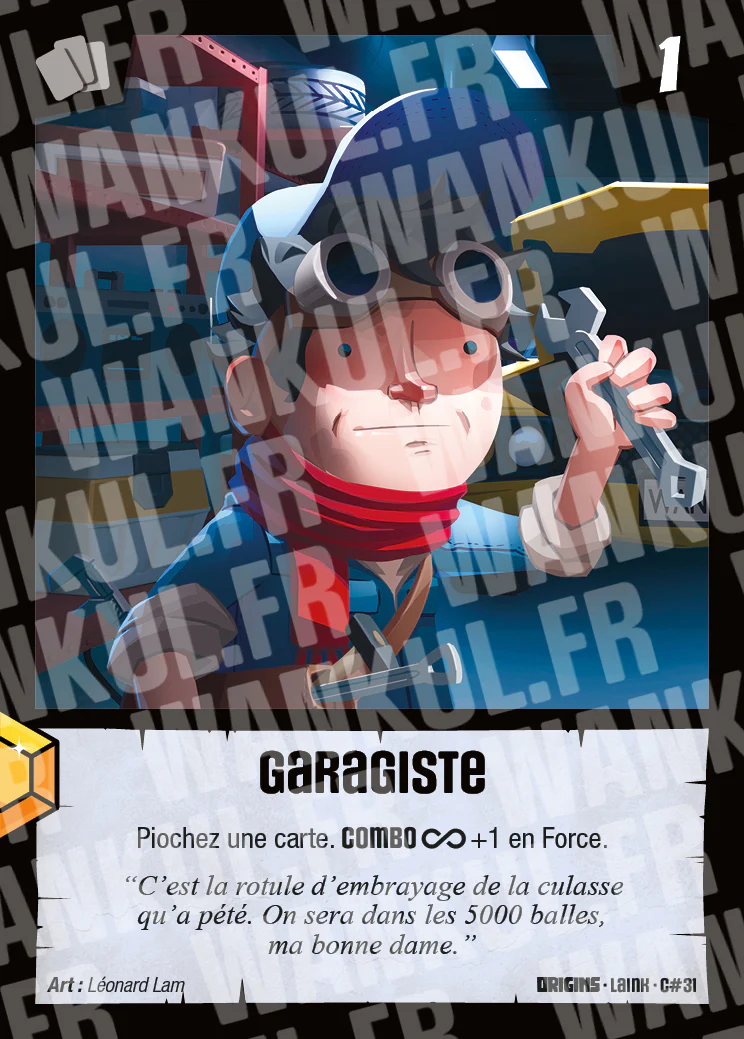 1
GARAGISTE
Piochez une carte. COMBO ∞ +1 en Force.
“C’est la rotule d’embrayage de la culasse
qu’a pété. On sera dans les 5000 balles,
ma bonne dame.”
Art : Léonard Lam
ORIGINS · LAINK · C#31
WANKUL.FR